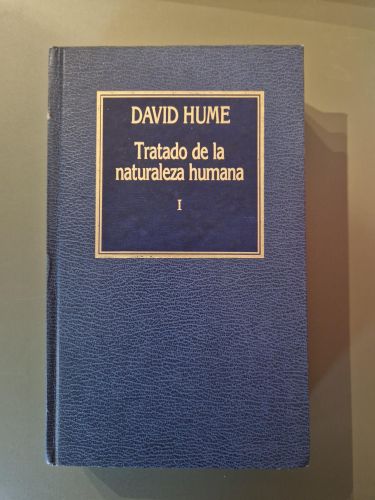 DAVID HUME
Tratado de la
naturaleza humana
I